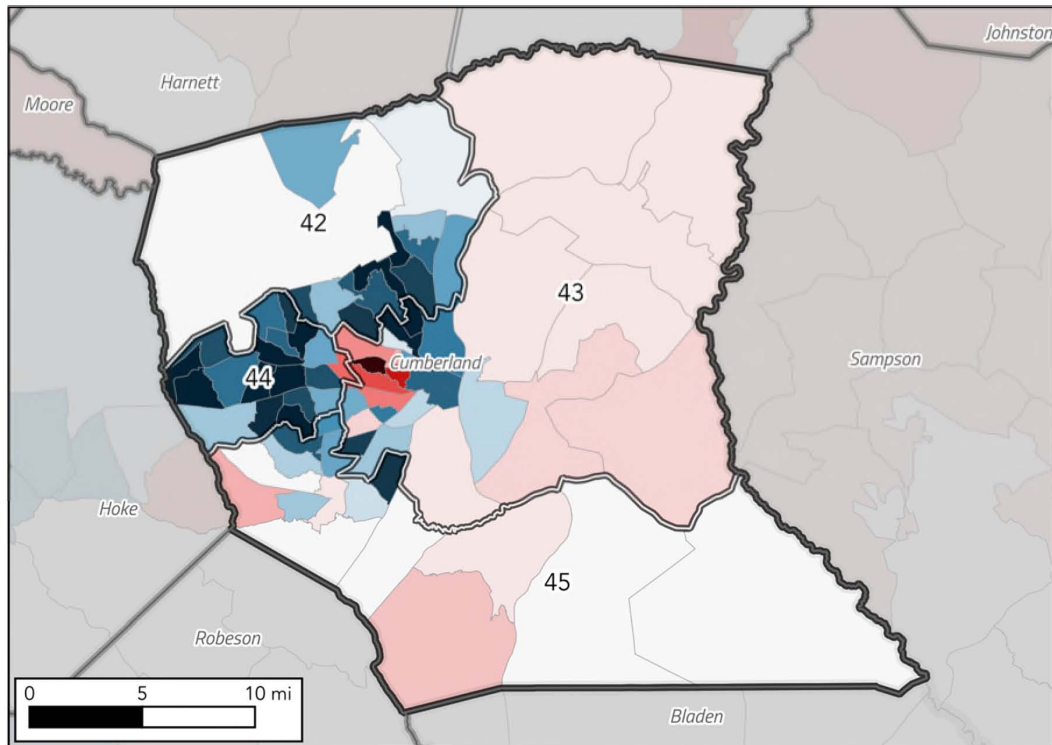 Johnston
Harnett
Moore
42
43
Cumberland
Sampson
44
Hoke
45
Robeson
0 5 10 mi
Bladen